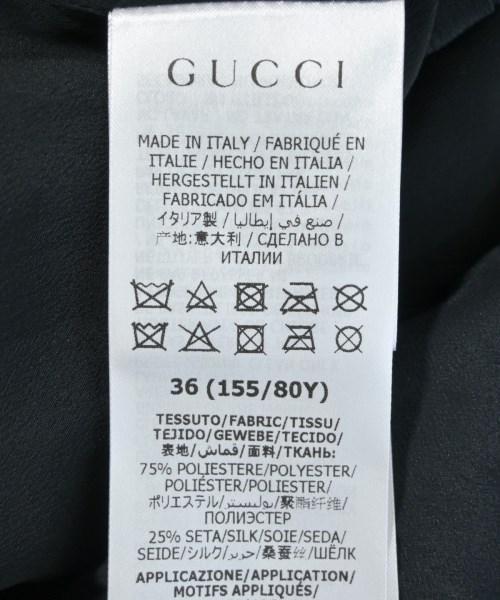 GUCCI
MADE IN ITALY / FABRIQUÉ EN
ITALIE / HECHO EN ITALIA /
HERGESTELLT IN ITALIEN /
FABRICADO EM ITÁLIA /
イタリア製 / صنع في إيطاليا /
产地:意大利 / СДЕЛАНО В
ИТАЛИИ
36 (155/80Y)
TESSUTO/FABRIC/TISSU/
TEJIDO/GEWEBE/TECIDO/
表地/قماش/面料/ТКАНЬ:
75% POLIESTERE/POLYESTER/
POLIÉSTER/POLIESTER/
ポリエステル/بوليستر/聚酯纤维/
ПОЛИЭСТЕР
25% SETA/SILK/SOIE/SEDA/
SEIDE/シルク/حرير/桑蚕丝/ШЁЛК
APPLICAZIONE/APPLICATION/
MOTIFS APPLIQUÉS/